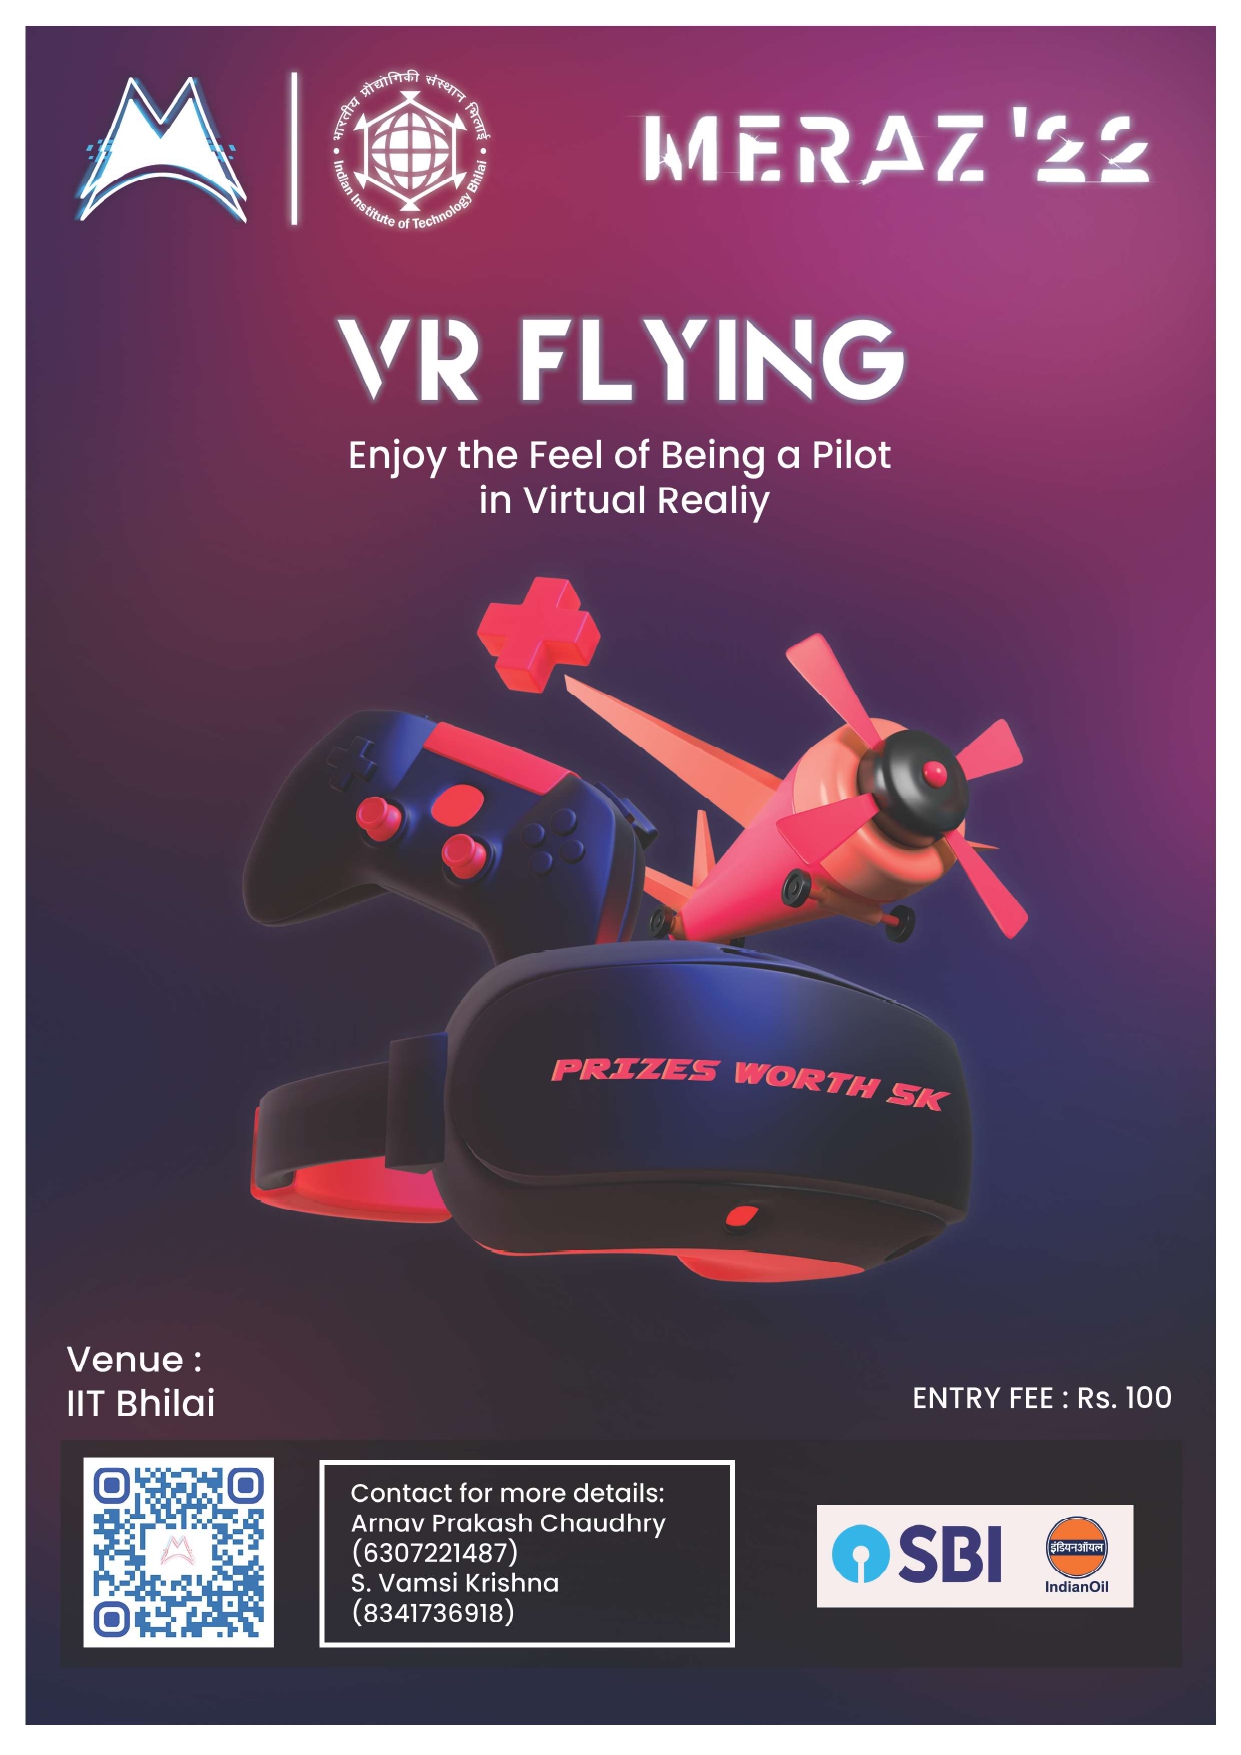 भारतीय प्रौद्योगिकी संस्थान भिलाई
Indian Institute of Technology Bhilai
MERAZ '22
VR FLYING
Enjoy the Feel of Being a Pilot
in Virtual Realiy
PRIZES WORTH 5K
Venue :
IIT Bhilai
ENTRY FEE : Rs. 100
Contact for more details:
Arnav Prakash Chaudhry
(6307221487)
S. Vamsi Krishna
(8341736918)
SBI
इंडियनऑयल
IndianOil